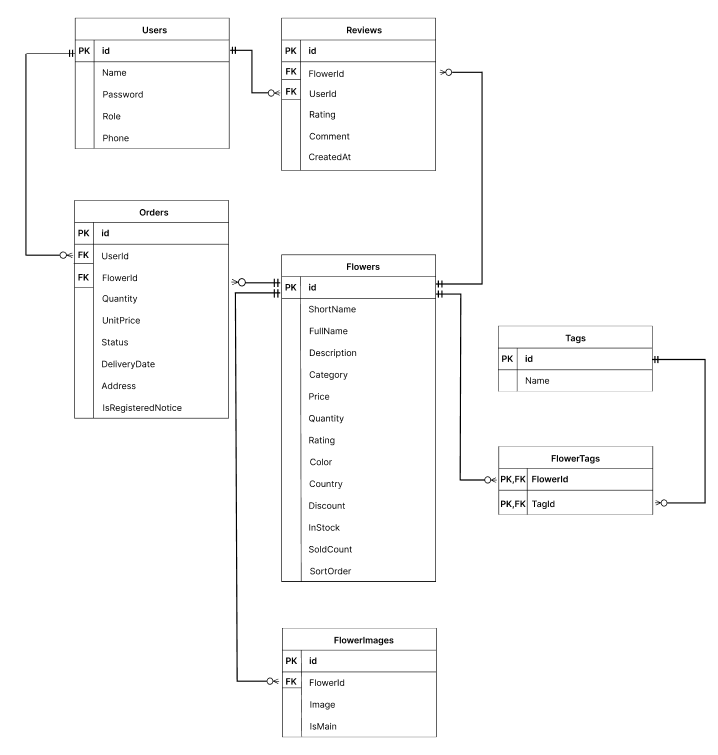 Users
PK id
Name
Password
Role
Phone
Reviews
PK id
FK FlowerId
FK UserId
Rating
Comment
CreatedAt
Orders
PK id
FK UserId
FK FlowerId
Quantity
UnitPrice
Status
DeliveryDate
Address
IsRegisteredNotice
Flowers
PK id
ShortName
FullName
Description
Category
Price
Quantity
Rating
Color
Country
Discount
InStock
SoldCount
SortOrder
Tags
PK id
Name
FlowerTags
PK,FK FlowerId
PK,FK TagId
FlowerImages
PK id
FK FlowerId
Image
IsMain